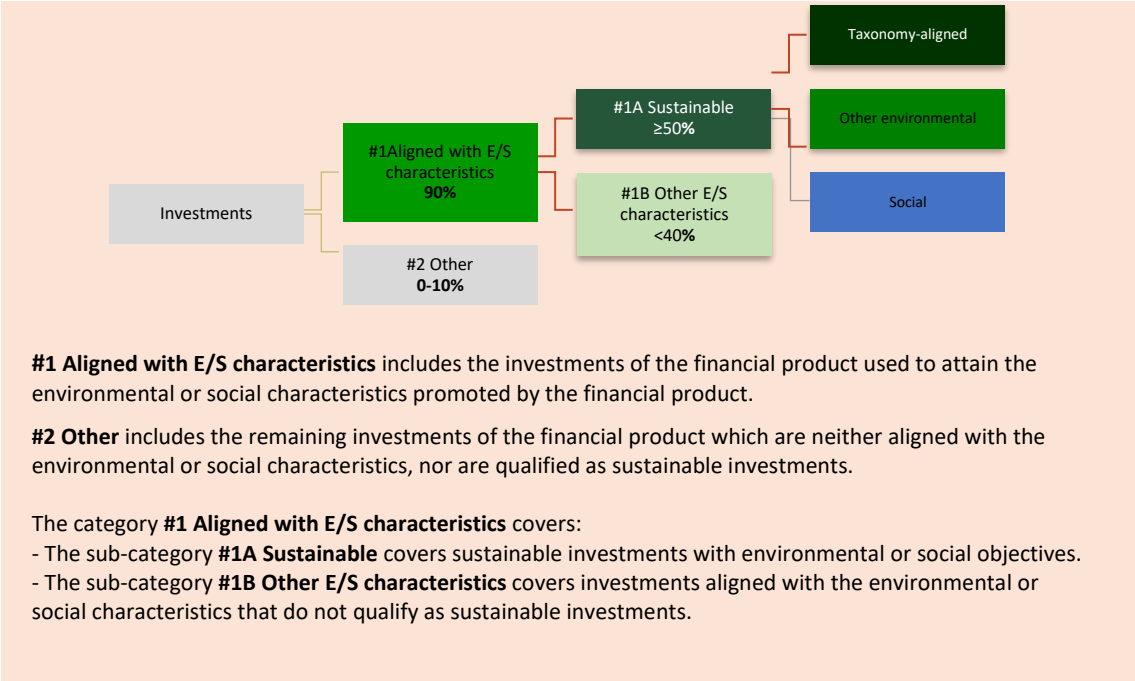 Taxonomy-aligned
#1A Sustainable
≥50%
Other environmental
#1Aligned with E/S
characteristics
90%
Investments
#1B Other E/S
characteristics
<40%
Social
#2 Other
0-10%
#1 Aligned with E/S characteristics includes the investments of the financial product used to attain the
environmental or social characteristics promoted by the financial product.
#2 Other includes the remaining investments of the financial product which are neither aligned with the
environmental or social characteristics, nor are qualified as sustainable investments.
The category #1 Aligned with E/S characteristics covers:
- The sub-category #1A Sustainable covers sustainable investments with environmental or social objectives.
- The sub-category #1B Other E/S characteristics covers investments aligned with the environmental or
social characteristics that do not qualify as sustainable investments.